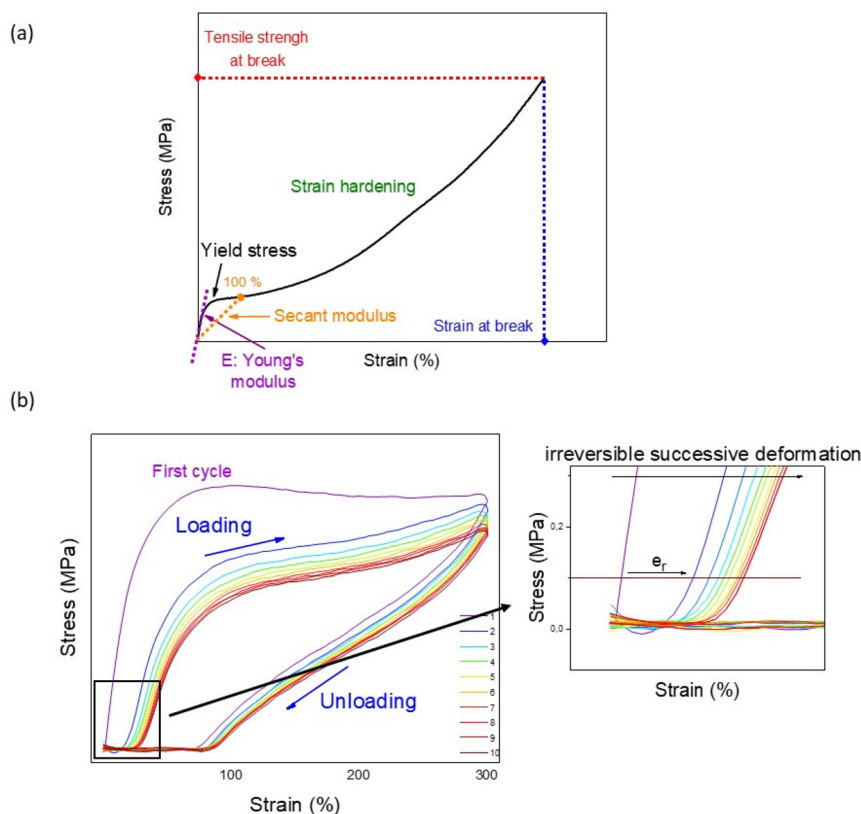 (a)
Tensile strengh
at break
Stress (MPa)
Strain hardening
Yield stress
100 %
Secant modulus
Strain at break
E: Young's
modulus
Strain (%)
(b)
First cycle
Loading
Stress (MPa)
Unloading
1
2
3
4
5
6
7
8
9
10
100
200
300
Strain (%)
irreversible successive deformation
0,2
er
Stress (MPa)
0,0
Strain (%)